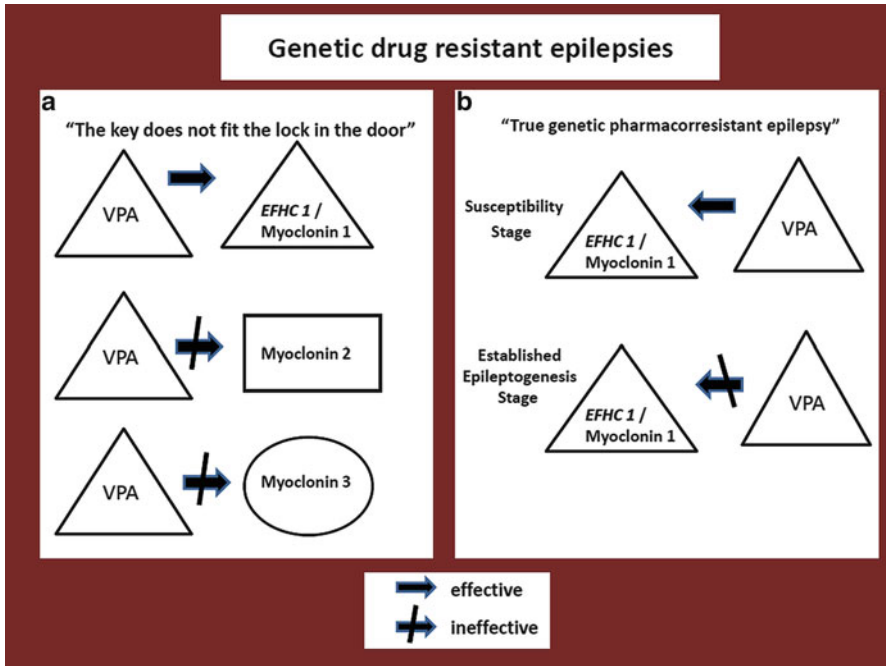 Genetic drug resistant epilepsies
a
“The key does not fit the lock in the door”
VPA
EFHC 1 /
Myoclonin 1
VPA
Myoclonin 2
VPA
Myoclonin 3
b
“True genetic pharmacorresistant epilepsy”
Susceptibility
Stage
EFHC 1 /
Myoclonin 1
VPA
Established
Epileptogenesis
Stage
EFHC 1 /
Myoclonin 1
VPA
effective
ineffective